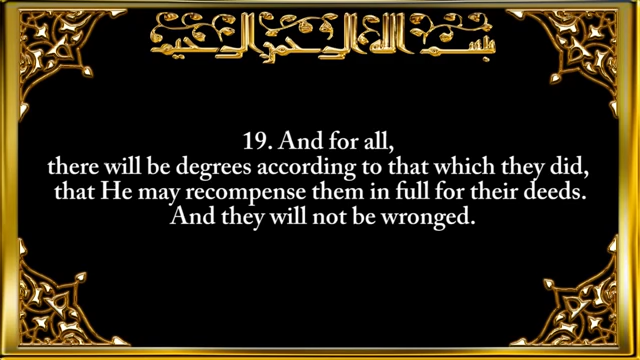 بسم الله الرحمن الرحيم
19. And for all,
there will be degrees according to that which they did,
that He may recompense them in full for their deeds.
And they will not be wronged.